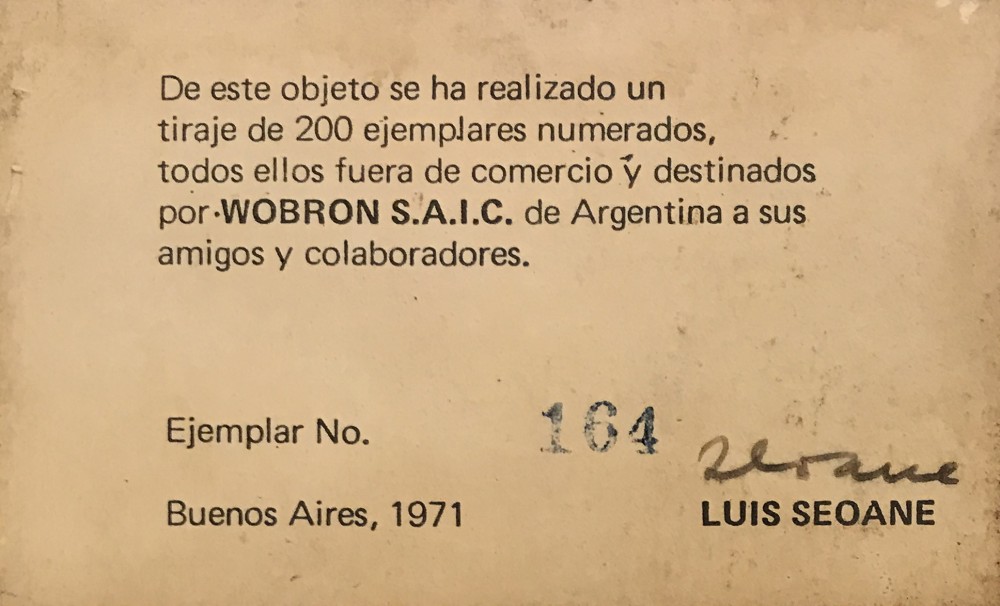 De este objeto se ha realizado un
tiraje de 200 ejemplares numerados,
todos ellos fuera de comercio y destinados
por WOBRON S.A.I.C. de Argentina a sus
amigos y colaboradores.
Ejemplar No. 164
Seoane
Buenos Aires, 1971 LUIS SEOANE